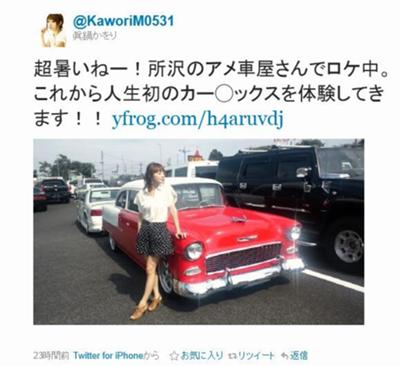 @KaworiM0531
眞鍋かをり
超暑いねー!所沢のアメ車屋さんでロケ中。
これから人生初のカー◯ックスを体験してき
ます!! yfrog.com/h4aruvdj
23時間前 Twitter for iPhoneから ☆お気に入り リツイート 返信